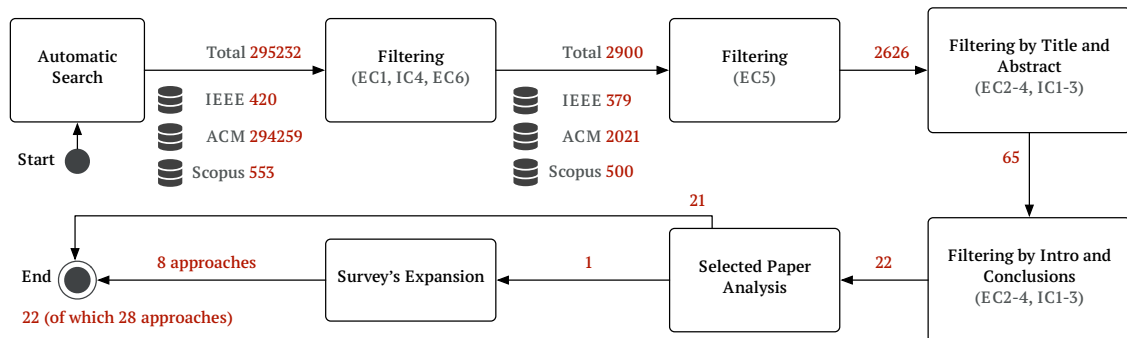 Automatic
Search
Total 295232
IEEE 420
ACM 294259
Scopus 553
Filtering
(EC1, IC4, EC6)
Total 2900
IEEE 379
ACM 2021
Scopus 500
Filtering
(EC5)
2626
Filtering by Title and
Abstract
(EC2-4, IC1-3)
Start
65
21
Filtering by Intro and
Conclusions
(EC2-4, IC1-3)
22
Selected Paper
Analysis
1
Survey's Expansion
8 approaches
End
22 (of which 28 approaches)